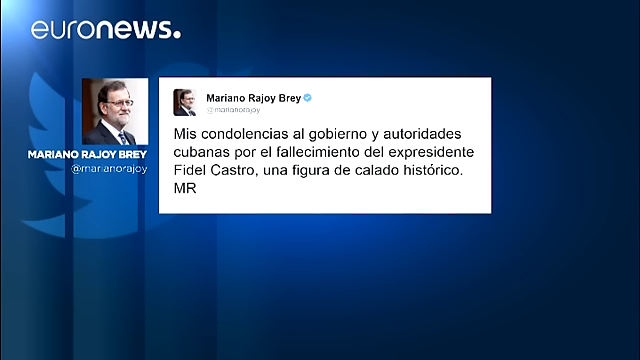 euronews.
Mariano Rajoy Brey
@marianorajoy
Mis condolencias al gobierno y autoridades
cubanas por el fallecimiento del expresidente
Fidel Castro, una figura de calado histórico.
MR
MARIANO RAJOY BREY
@marianorajoy